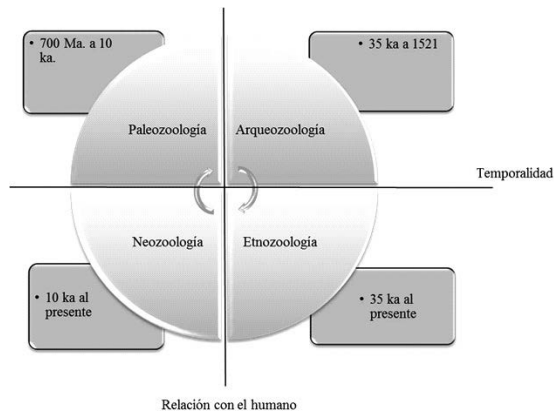 • 700 Ma. a 10
ka.
• 35 ka a 1521
Paleozoología
Arqueozoología
Temporalidad
Neozoología
Etnozoología
• 10 ka al
presente
• 35 ka al
presente
Relación con el humano